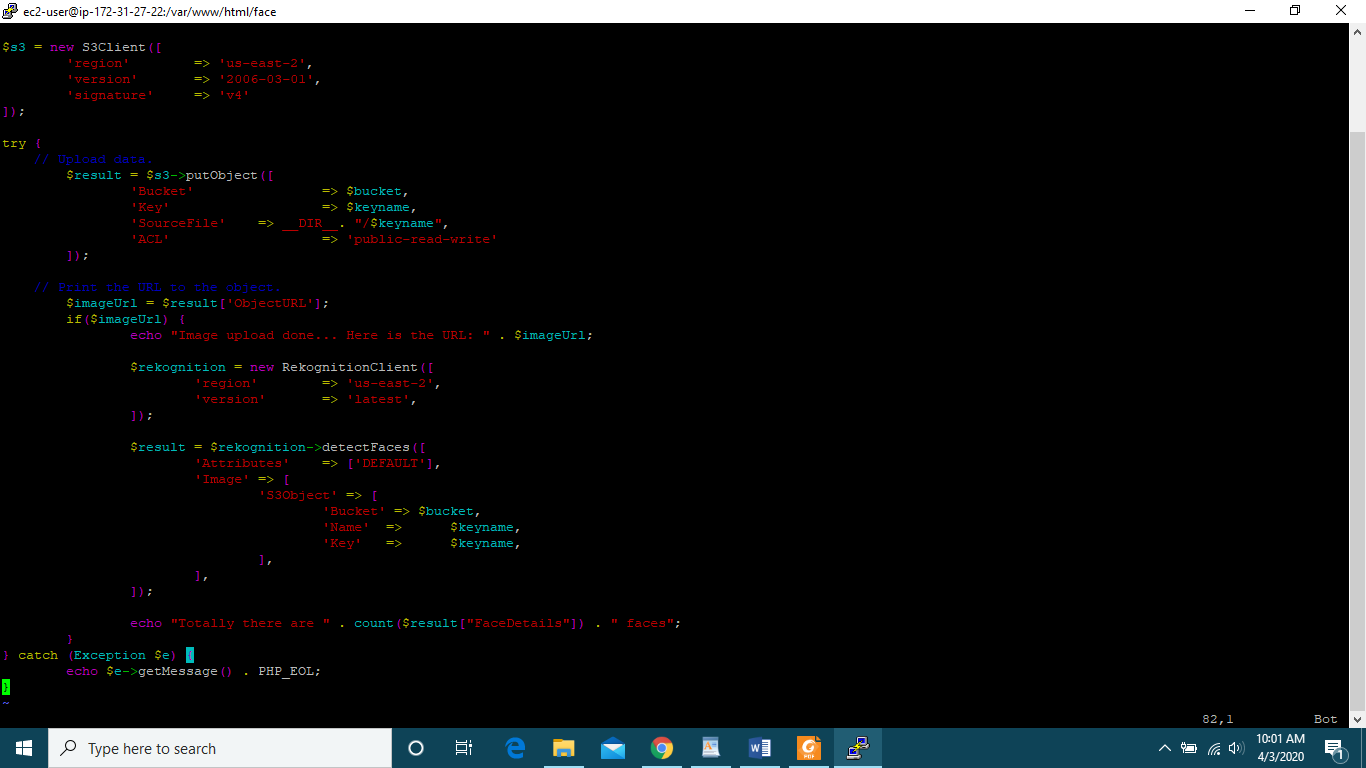 ec2-user@ip-172-31-27-22:/var/www/html/face
$s3 = new S3Client([
'region' => 'us-east-2',
'version' => '2006-03-01',
'signature' => 'v4'
]);
try {
// Upload data.
$result = $s3->putObject([
'Bucket' => $bucket,
'Key' => $keyname,
'SourceFile' => __DIR__. "/$keyname",
'ACL' => 'public-read-write'
]);
// Print the URL to the object.
$imageUrl = $result['ObjectURL'];
if($imageUrl) {
echo "Image upload done... Here is the URL: " . $imageUrl;
$rekognition = new RekognitionClient([
'region' => 'us-east-2',
'version' => 'latest',
]);
$result = $rekognition->detectFaces([
'Attributes' => ['DEFAULT'],
'Image' => [
'S3Object' => [
'Bucket' => $bucket,
'Name' => $keyname,
'Key' => $keyname,
],
],
]);
echo "Totally there are " . count($result["FaceDetails"]) . " faces";
}
} catch (Exception $e) {
echo $e->getMessage() . PHP_EOL;
}
~
82,1 Bot
Type here to search
10:01 AM
4/3/2020
1